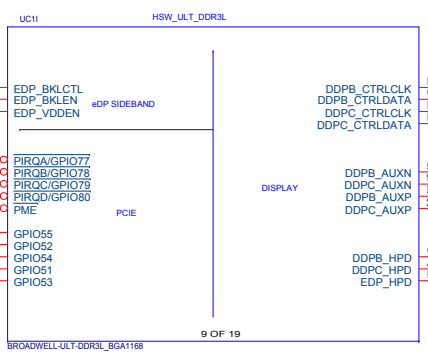 UC1I
HSW_ULT_DDR3L
EDP_BKLCTL
EDP_BKLEN
EDP_VDDEN
eDP SIDEBAND
DDPB_CTRLCLK
DDPB_CTRLDATA
DDPC_CTRLCLK
DDPC_CTRLDATA
PIRQA/GPIO77
PIRQB/GPIO78
PIRQC/GPIO79
PIRQD/GPIO80
PME
PCIE
DISPLAY
DDPB_AUXN
DDPC_AUXN
DDPB_AUXP
DDPC_AUXP
GPIO55
GPIO52
GPIO54
GPIO51
GPIO53
DDPB_HPD
DDPC_HPD
EDP_HPD
9 OF 19
BROADWELL-ULT-DDR3L_BGA1168